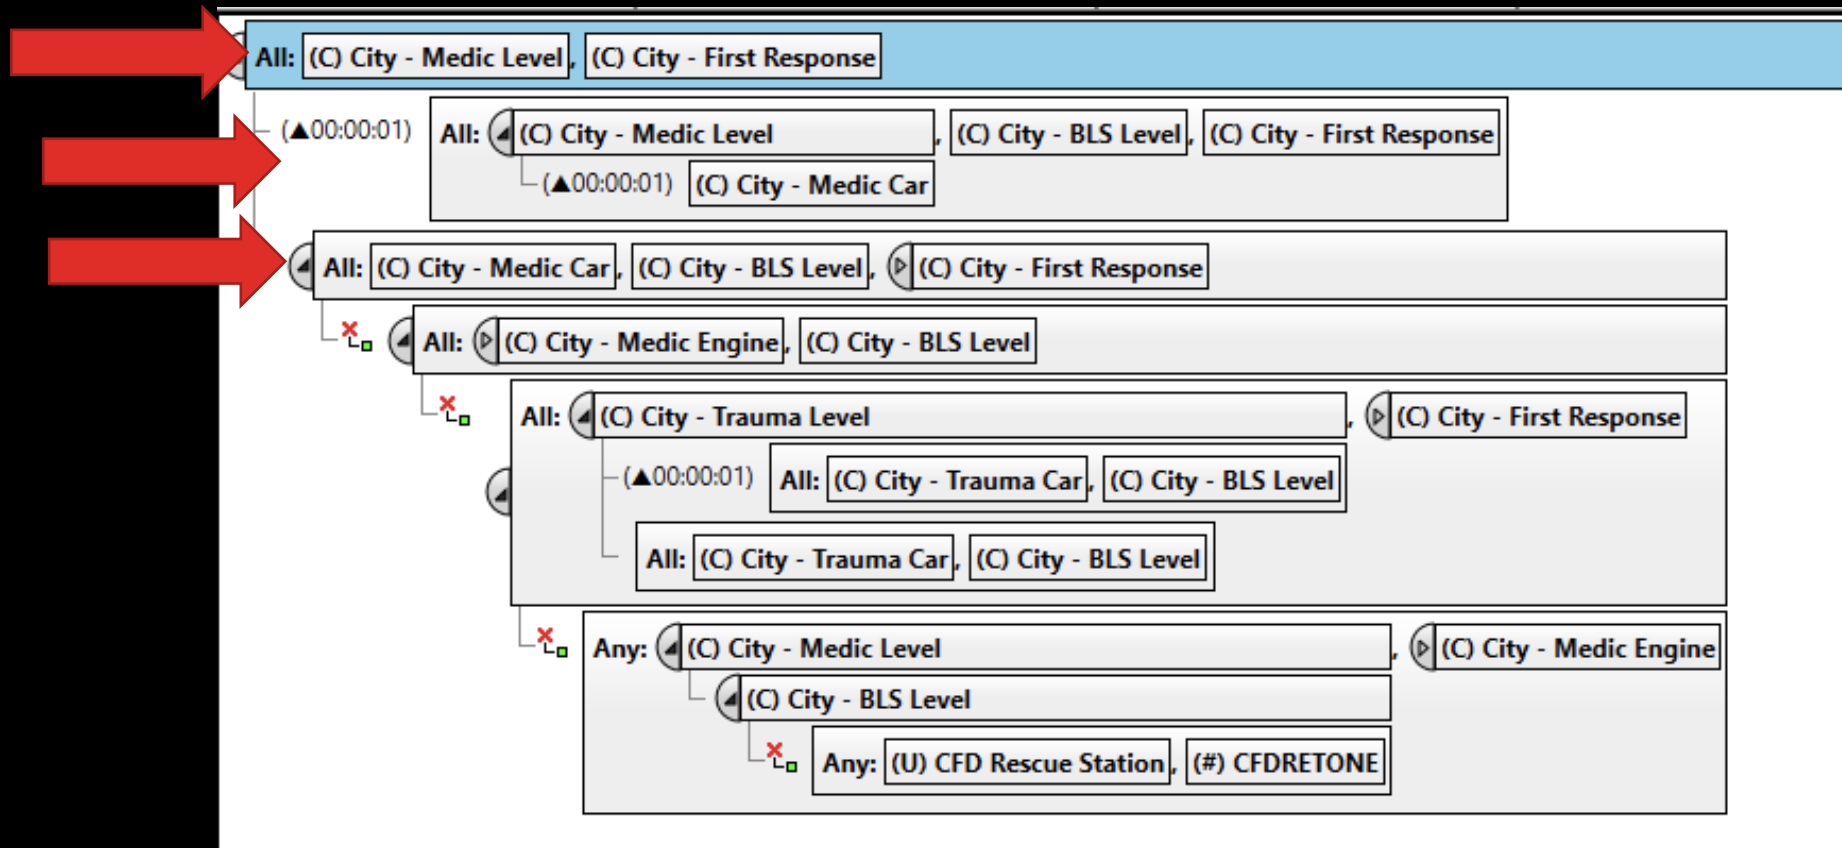 All: (C) City - Medic Level, (C) City - First Response
(▲00:00:01) All: (C) City - Medic Level, (C) City - BLS Level, (C) City - First Response
(▲00:00:01) (C) City - Medic Car
All: (C) City - Medic Car, (C) City - BLS Level, (C) City - First Response
All: (C) City - Medic Engine, (C) City - BLS Level
All: (C) City - Trauma Level, (C) City - First Response
(▲00:00:01) All: (C) City - Trauma Car, (C) City - BLS Level
All: (C) City - Trauma Car, (C) City - BLS Level
Any: (C) City - Medic Level, (C) City - Medic Engine
(C) City - BLS Level
Any: (U) CFD Rescue Station, (#) CFDRETONE